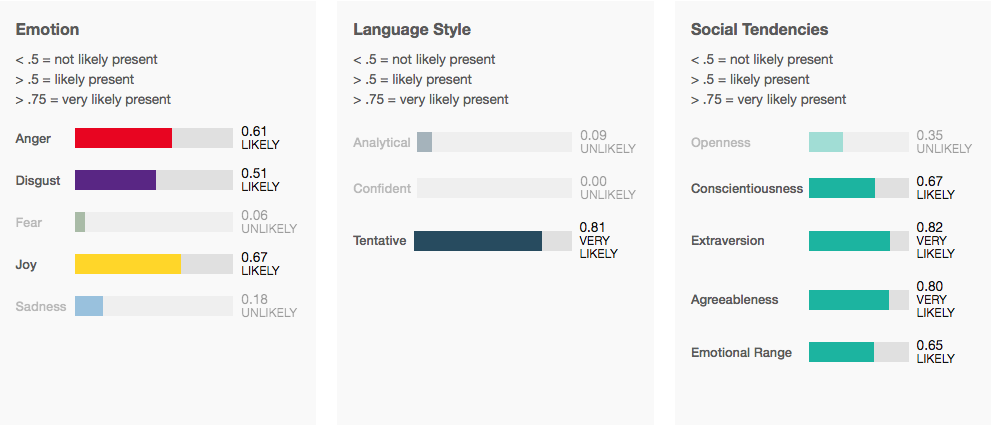 Emotion
< .5 = not likely present
> .5 = likely present
> .75 = very likely present
Anger
0.61
LIKELY
Disgust
0.51
LIKELY
Fear
0.06
UNLIKELY
Joy
0.67
LIKELY
Sadness
0.18
UNLIKELY
Language Style
< .5 = not likely present
> .5 = likely present
> .75 = very likely present
Analytical
0.09
UNLIKELY
Confident
0.00
UNLIKELY
Tentative
0.81
VERY
LIKELY
Social Tendencies
< .5 = not likely present
> .5 = likely present
> .75 = very likely present
Openness
0.35
UNLIKELY
Conscientiousness
0.67
LIKELY
Extraversion
0.82
VERY
LIKELY
Agreeableness
0.80
VERY
LIKELY
Emotional Range
0.65
LIKELY